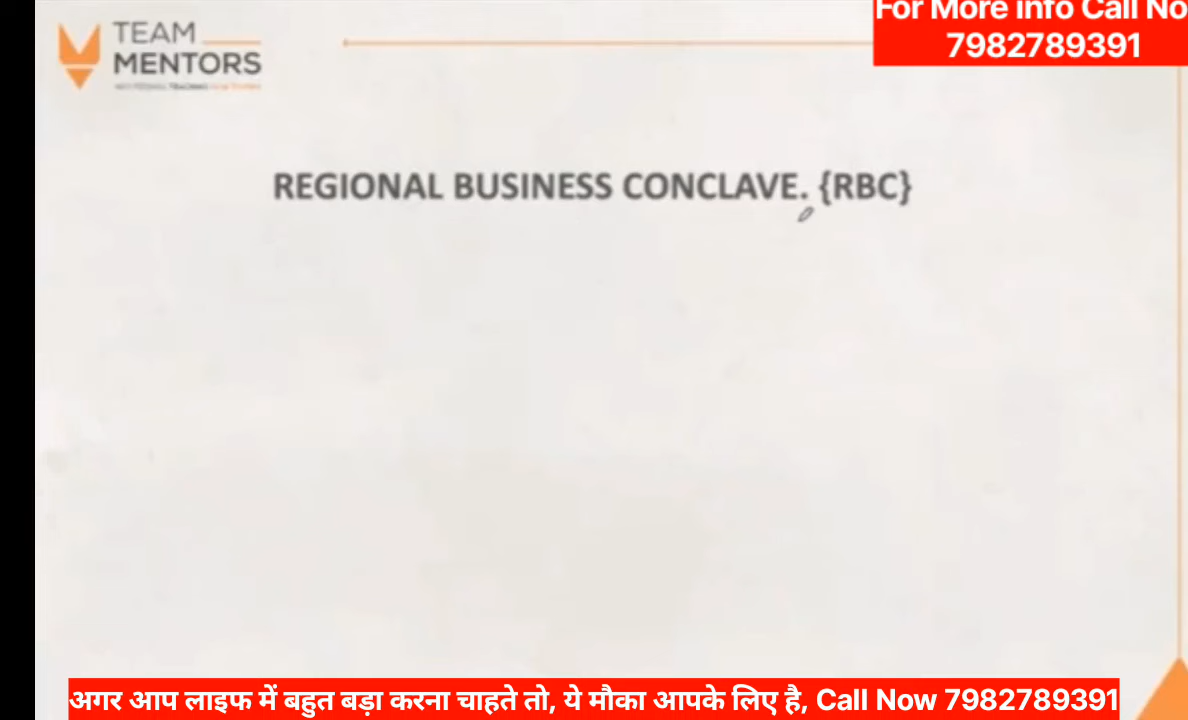 For More info Call No
7982789391
TEAM
MENTORS
REGIONAL BUSINESS CONCLAVE. {RBC}
अगर आप लाइफ में बहुत बड़ा करना चाहते तो, ये मौका आपके लिए है, Call Now 7982789391